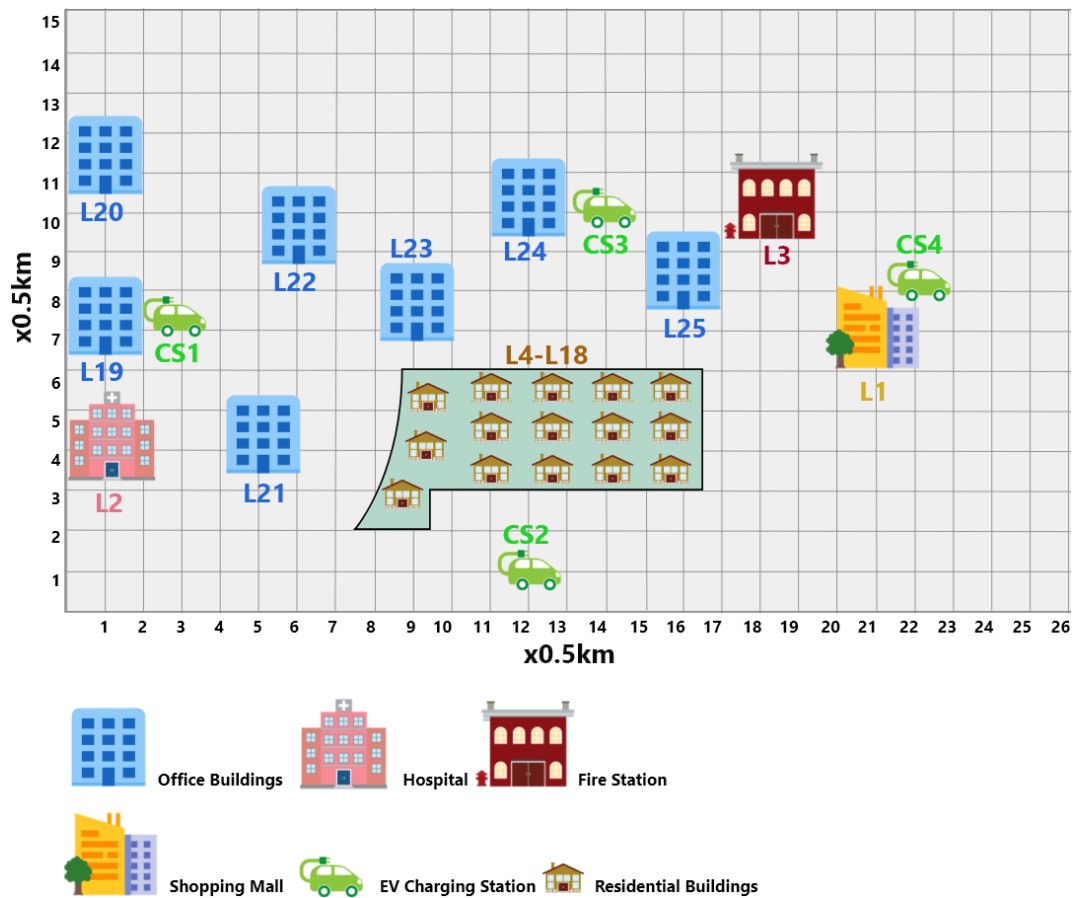 15
14
13
12
11
10
9
8
7
6
5
4
3
2
1
x0.5km
L20
L22
L23
L24
CS3
L3
CS4
L25
L19
CS1
L4-L18
L1
L2
L21
CS2
1 2 3 4 5 6 7 8 9 10 11 12 13 14 15 16 17 18 19 20 21 22 23 24 25 26
x0.5km
Office Buildings Hospital Fire Station
Shopping Mall EV Charging Station Residential Buildings